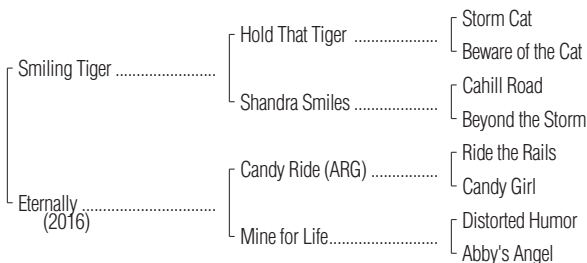 Storm Cat
Hold That Tiger ....................
Beware of the Cat
Smiling Tiger ........................
Cahill Road
Shandra Smiles ....................
Beyond the Storm
Ride the Rails
Candy Ride (ARG) ................
Candy Girl
Eternally ................................
(2016)
Distorted Humor
Mine for Life..........................
Abby's Angel